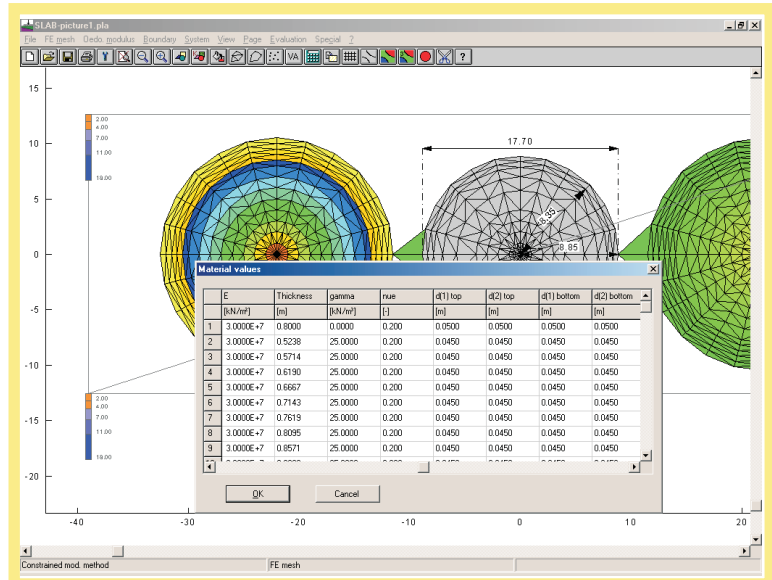 SLAB-picture1.pla
File FE mesh Oedo. modulus Boundary System View Page Evaluation Special ?
VA ?
15
10
5
0
-5
-10
-15
-20
2.00
4.00
7.00
11.00
19.00
17.70
8.35
8.85
2.00
4.00
7.00
11.00
19.00
Material values
E Thickness gamma nue d(1) top d(2) top d(1) bottom d(2) bottom
[kN/m²] [m] [kN/m³] [-] [m] [m] [m] [m]
1 3.0000E+7 0.8000 0.0000 0.200 0.0500 0.0500 0.0500 0.0500
2 3.0000E+7 0.5238 25.0000 0.200 0.0450 0.0450 0.0450 0.0450
3 3.0000E+7 0.5714 25.0000 0.200 0.0450 0.0450 0.0450 0.0450
4 3.0000E+7 0.6190 25.0000 0.200 0.0450 0.0450 0.0450 0.0450
5 3.0000E+7 0.6667 25.0000 0.200 0.0450 0.0450 0.0450 0.0450
6 3.0000E+7 0.7143 25.0000 0.200 0.0450 0.0450 0.0450 0.0450
7 3.0000E+7 0.7619 25.0000 0.200 0.0450 0.0450 0.0450 0.0450
8 3.0000E+7 0.8095 25.0000 0.200 0.0450 0.0450 0.0450 0.0450
9 3.0000E+7 0.8571 25.0000 0.200 0.0450 0.0450 0.0450 0.0450
OK Cancel
-40 -30 -20 -10 0 10 20
Constrained mod. method FE mesh